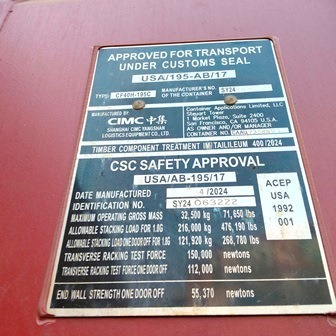 APPROVED FOR TRANSPORT
UNDER CUSTOMS SEAL
USA/195-AB/17
TYPE: CF40H-195C
MANUFACTURER'S NO. OF THE CONTAINER SY24
MANUFACTURED BY
CIMC 中集
SHANGHAI CIMC YANGSHAN
LOGISTICS EQUIPMENT CO., LTD.
Container Applications Limited, LLC
Steuart Tower
1 Market Plaza, Suite 2400
San Francisco, CA 94105 U.S.
AS OWNER AND/OR MANAGER
CONTAINER NO.
TIMBER COMPONENT TREATMENT IM/TAILILEUM 400/2024
CSC SAFETY APPROVAL
USA/AB-195/17
DATE MANUFACTURED 4/2024
IDENTIFICATION NO. SY24 063222
MAXIMUM OPERATING GROSS MASS 32,500 kg 71,650 lbs
ALLOWABLE STACKING LOAD FOR 1.8G 216,000 kg 476,190 lbs
ALLOWABLE STACKING LOAD ONE DOOR OFF FOR 1.8G 121,920 kg 268,780 lbs
TRANSVERSE RACKING TEST FORCE 150,000 newtons
TRANSVERSE RACKING TEST FORCE ONE DOOR OFF 112,000 newtons
END WALL STRENGTH ONE DOOR OFF 55,370 newtons
ACEP
USA
1992
001